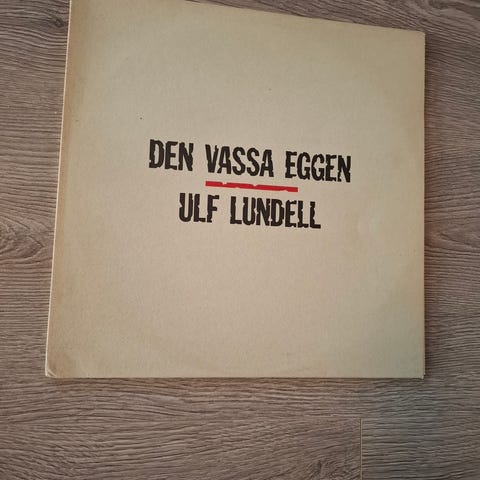 DEN VASSA EGGEN
ULF LUNDELL